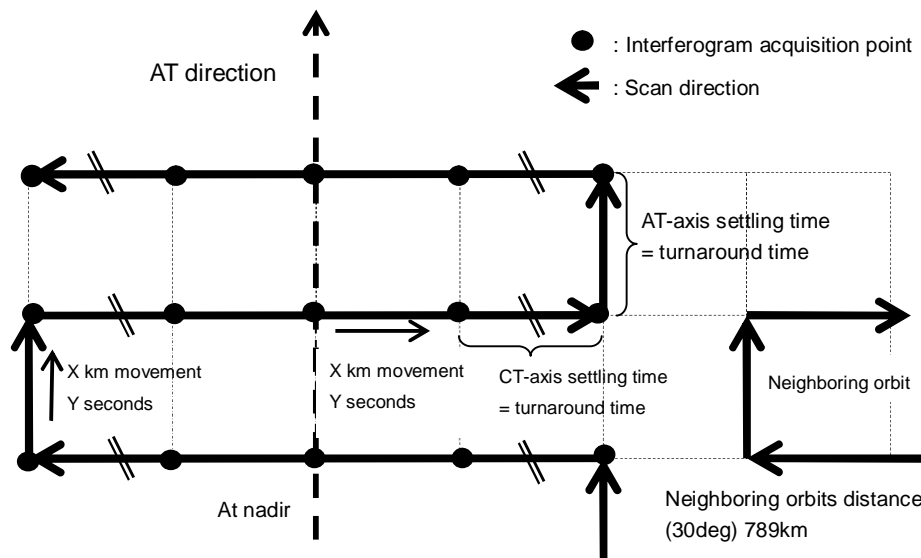 : Interferogram acquisition point
AT direction
: Scan direction
AT-axis settling time
= turnaround time
X km movement
Y seconds
X km movement
Y seconds
CT-axis settling time
= turnaround time
Neighboring orbit
At nadir
Neighboring orbits distance
(30deg) 789km